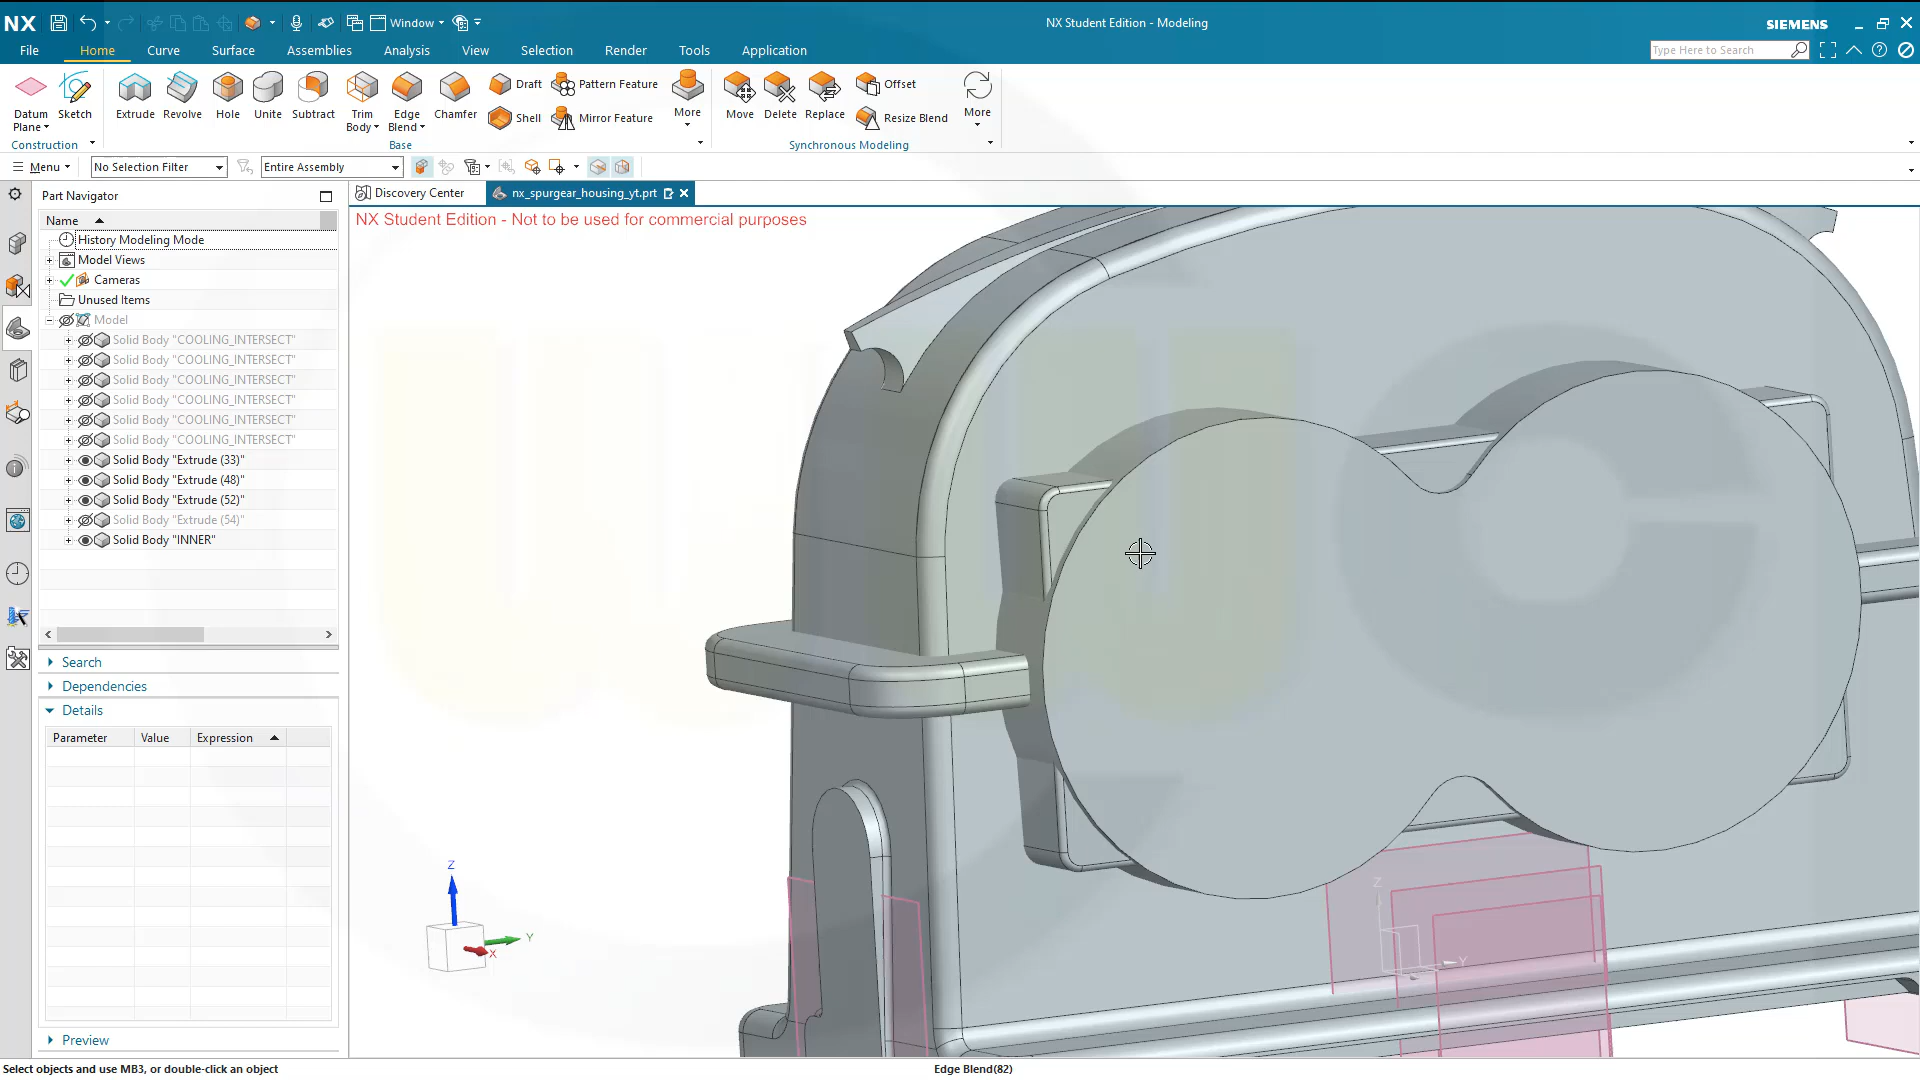 NX
Window
NX Student Edition - Modeling
SIEMENS
File
Home
Curve
Surface
Assemblies
Analysis
View
Selection
Render
Tools
Application
Type Here to Search
Datum Plane
Sketch
Extrude
Revolve
Hole
Unite
Subtract
Trim Body
Edge Blend
Chamfer
Draft
Shell
Pattern Feature
Mirror Feature
More
Move
Delete
Replace
Offset
Resize Blend
More
Construction
Base
Synchronous Modeling
Menu
No Selection Filter
Entire Assembly
Part Navigator
Discovery Center
nx_spurgear_housing_yt.prt
Name
NX Student Edition - Not to be used for commercial purposes
History Modeling Mode
Model Views
Cameras
Unused Items
Model
Solid Body "COOLING_INTERSECT"
Solid Body "COOLING_INTERSECT"
Solid Body "COOLING_INTERSECT"
Solid Body "COOLING_INTERSECT"
Solid Body "COOLING_INTERSECT"
Solid Body "COOLING_INTERSECT"
Solid Body "Extrude (33)"
Solid Body "Extrude (48)"
Solid Body "Extrude (52)"
Solid Body "Extrude (54)"
Solid Body "INNER"
Search
Dependencies
Details
Parameter
Value
Expression
Preview
Z
Y
X
Z
Y
Select objects and use MB3, or double-click an object
Edge Blend(82)